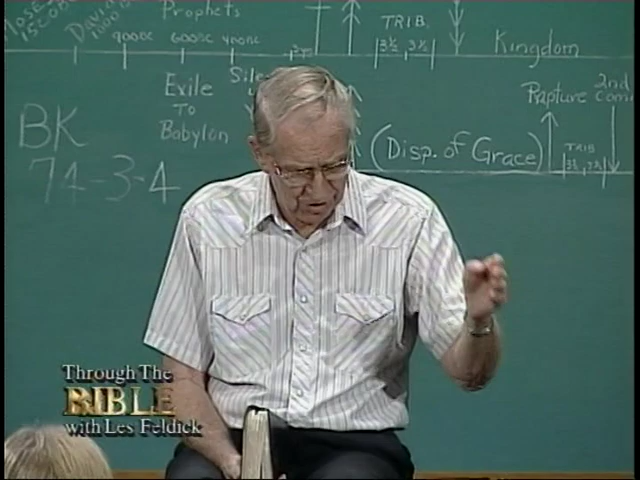 Prophets
900BC 600BC 400BC
TRIB.
3½ 3½
Kingdom
Exile
To
Babylon
Rapture 2nd
(Disp. of Grace)
TRIB
BK
74-3-4
Through The
BIBLE
with Les Feldick